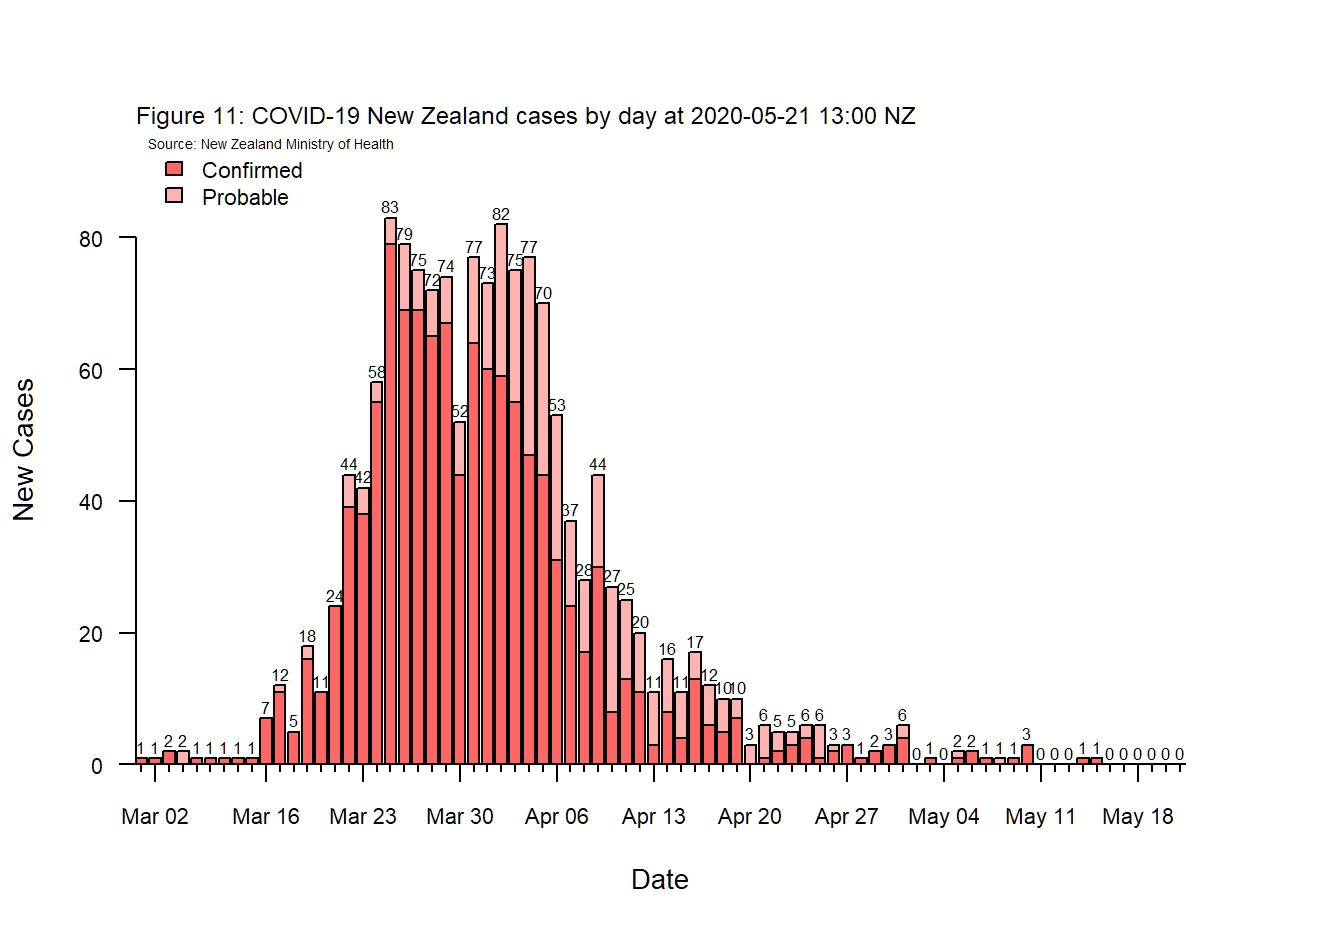 Figure 11: COVID-19 New Zealand cases by day at 2020-05-21 13:00 NZ
Source: New Zealand Ministry of Health
Confirmed
Probable
New Cases
80
60
40
20
0
1 1 2 2 1 1 1 1 1 7 12 5 18 11 24 44 42 58 83 79 75 72 74 52 77 73 82 75 77 70 53 37 28 44 27 25 20 11 16 11 17 12 10 10 3 6 5 5 6 6 3 3 1 2 3 6 0 1 0 2 2 1 1 1 3 0 0 0 1 1 0 0 0 0 0 0
Mar 02 Mar 16 Mar 23 Mar 30 Apr 06 Apr 13 Apr 20 Apr 27 May 04 May 11 May 18
Date